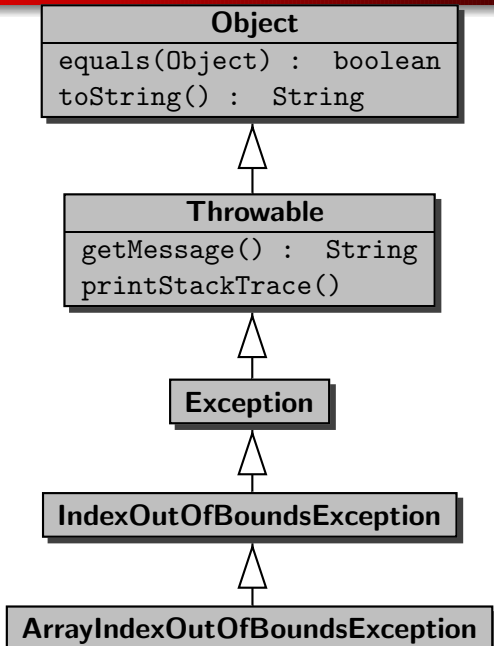 Object
equals(Object) : boolean
toString() : String
Throwable
getMessage() : String
printStackTrace()
Exception
IndexOutOfBoundsException
ArrayIndexOutOfBoundsException